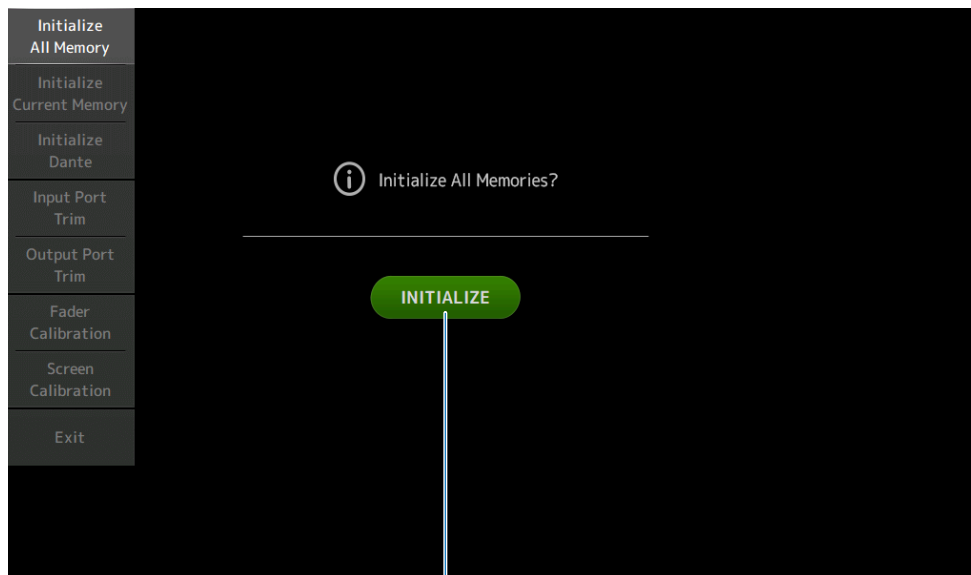 Initialize
All Memory
Initialize
Current Memory
Initialize
Dante
Input Port
Trim
Output Port
Trim
Fader
Calibration
Screen
Calibration
Exit
Initialize All Memories?
INITIALIZE